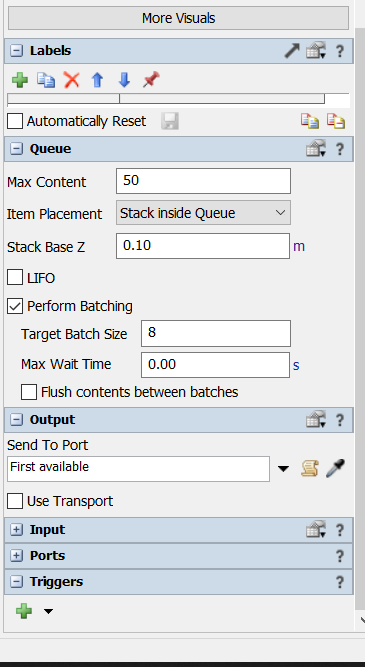 More Visuals
Labels
?
Automatically Reset
Queue
?
Max Content 50
Item Placement Stack inside Queue
Stack Base Z 0.10 m
LIFO
Perform Batching
Target Batch Size 8
Max Wait Time 0.00 s
Flush contents between batches
Output
?
Send To Port
First available
Use Transport
Input
?
Ports
?
Triggers
?